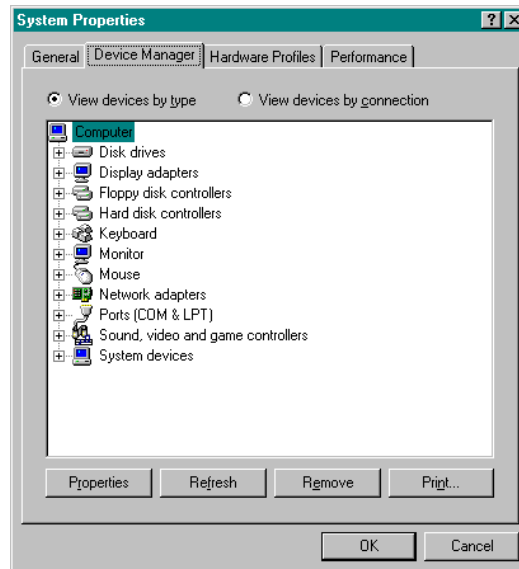 System Properties
General Device Manager Hardware Profiles Performance
View devices by type View devices by connection
Computer
Disk drives
Display adapters
Floppy disk controllers
Hard disk controllers
Keyboard
Monitor
Mouse
Network adapters
Ports (COM & LPT)
Sound, video and game controllers
System devices
Properties Refresh Remove Print...
OK Cancel